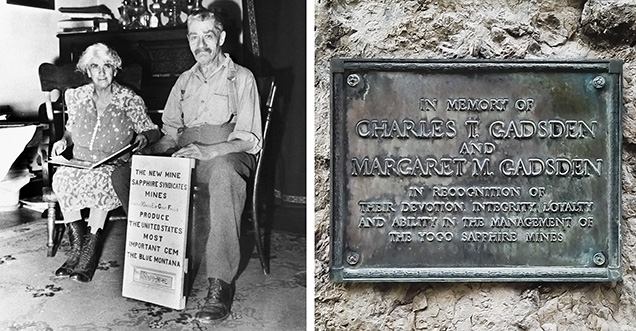 THE NEW MINE
SAPPHIRE SYNDICATES
MINES
PRODUCE
THE UNITED STATES
MOST
IMPORTANT GEM
THE BLUE MONTANA
IN MEMORY OF
CHARLES T. GADSDEN
AND
MARGARET M. GADSDEN
IN RECOGNITION OF
THEIR DEVOTION, INTEGRITY, LOYALTY
AND ABILITY IN THE MANAGEMENT OF
THE YOGO SAPPHIRE MINES